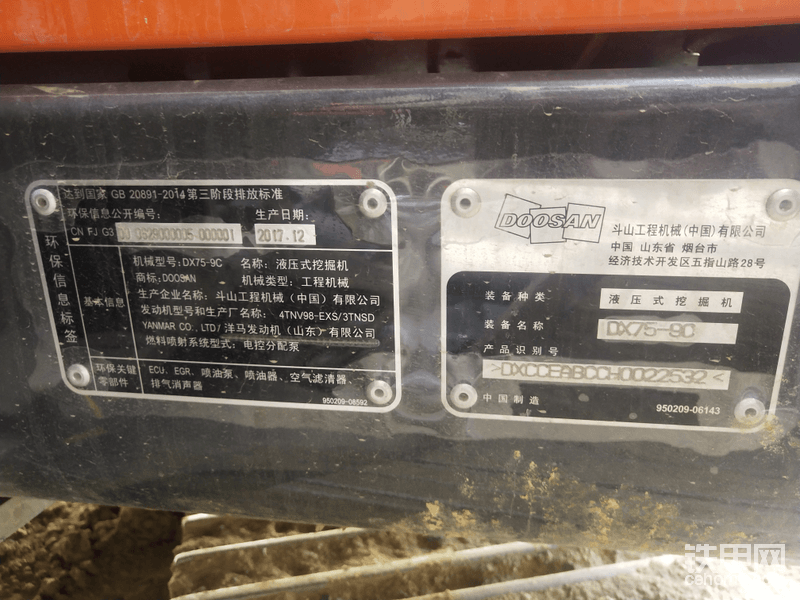 达到国家 GB 20891-2014第三阶段排放标准
环保信息公开编号:
生产日期:
CN FJ G3
2017.12
环保信息标签
基本信息
机械型号:DX75-9C 名称:液压式挖掘机
商标:DOOSAN 机械类型:工程机械
生产企业名称:斗山工程机械(中国)有限公司
发动机型号和生产厂名称:4TNV98-EXS/3TNSD
YANMAR CO., LTD/ 洋马发动机(山东)有限公司
燃料喷射系统型式:电控分配泵
环保关键零部件
ECU、EGR、喷油泵、喷油器、空气滤清器、
排气消声器
950209-08592
DOOSAN
斗山工程机械(中国)有限公司
中国 山东省 烟台市
经济技术开发区五指山路28号
装备种类 液压式挖掘机
装备名称 DX75-9C
产品识别号
>DXCCEABCCH0022532<
中国制造
950209-06143
铁甲网